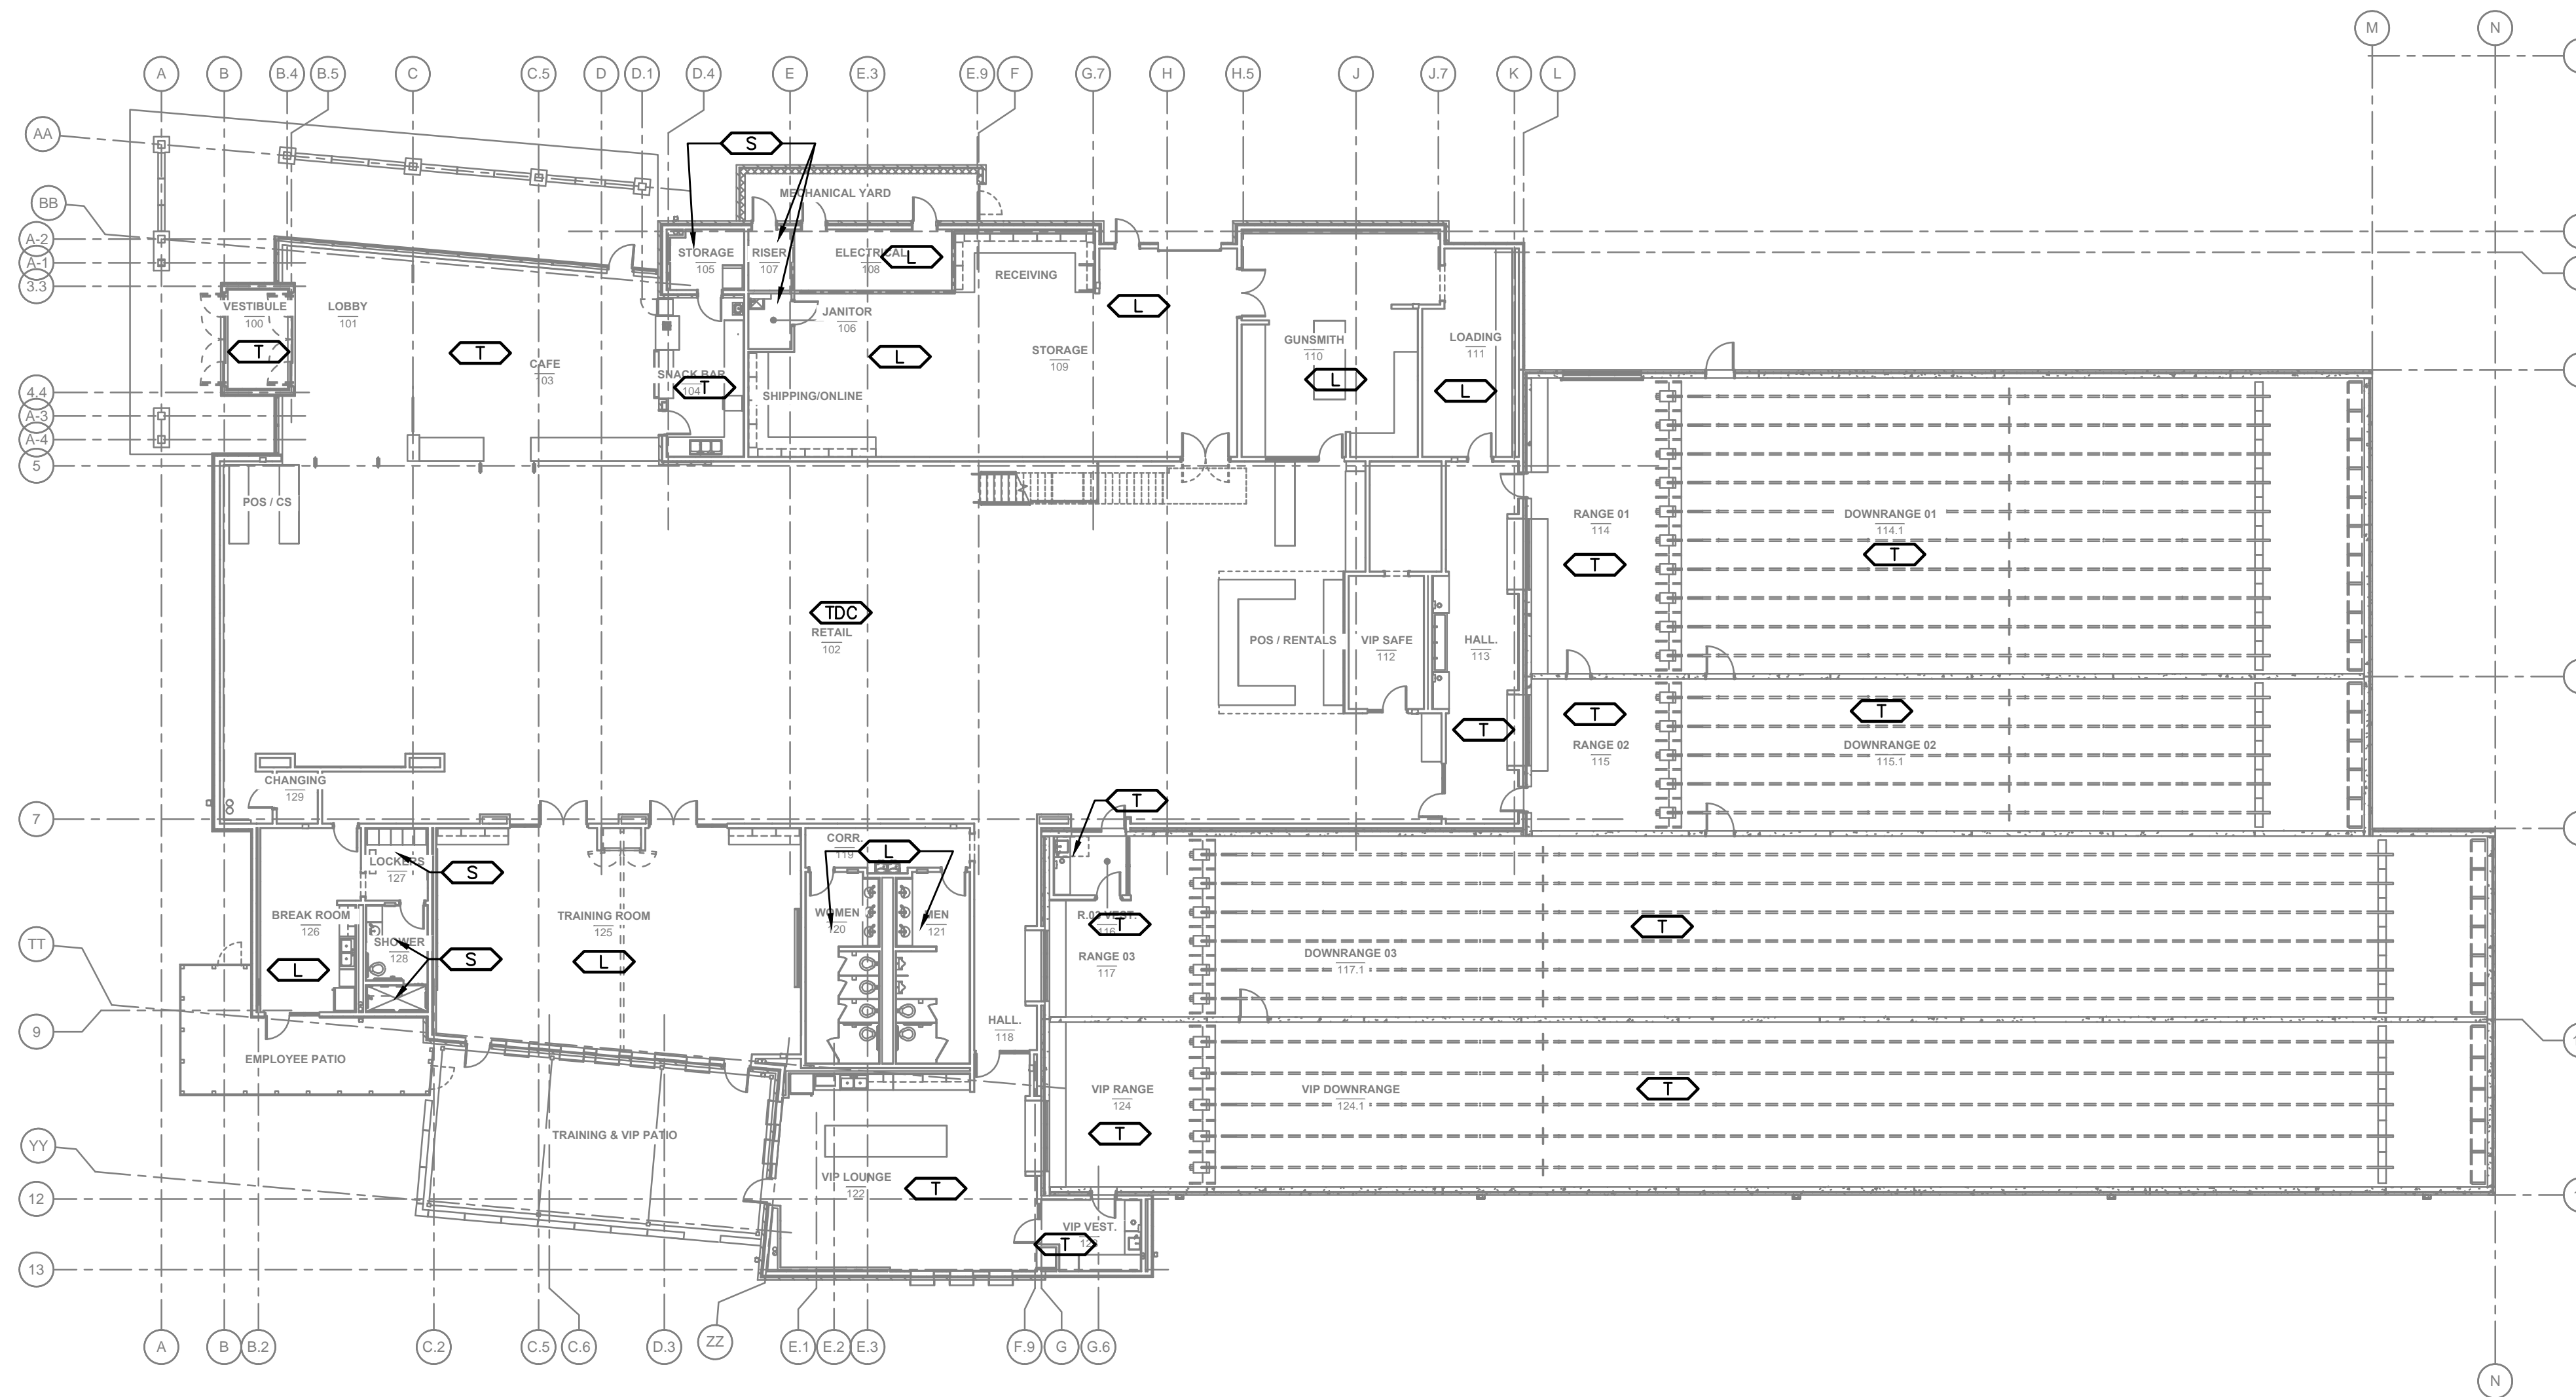 M N
A B B.4 B.5 C C.5 D D.1 D.4 E E.3 E.9 F G.7 H H.5 J J.7 K L
AA
S
MECHANICAL YARD
BB
A-2
A-1
3.3
STORAGE
105
RISER
107
ELECTRICAL
108
L
RECEIVING
VESTIBULE
100
T
LOBBY
101
T
CAFE
103
SNACK BAR
104
T
JANITOR
106
L
L
STORAGE
109
SHIPPING/ONLINE
GUNSMITH
110
L
LOADING
111
L
4.4
A-3
A-4
5
POS / CS
RANGE 01
114
T
DOWNRANGE 01
114.1
T
TDC
RETAIL
102
POS / RENTALS
VIP SAFE
112
HALL.
113
T
T
RANGE 02
115
T
DOWNRANGE 02
115.1
CHANGING
129
7
T
CORR.
119
L
LOCKERS
127
S
BREAK ROOM
126
L
SHOWER
128
S
TRAINING ROOM
125
L
WOMEN
120
MEN
121
R.03 VEST.
116
T
RANGE 03
117
DOWNRANGE 03
117.1
T
TT
9
HALL.
118
EMPLOYEE PATIO
VIP RANGE
124
T
VIP DOWNRANGE
124.1
T
YY
TRAINING & VIP PATIO
VIP LOUNGE
122
T
12
VIP VEST.
T
13
A B B.2 C.2 C.5 C.6 D.3 ZZ E.1 E.2 E.3 F.9 G G.6
N